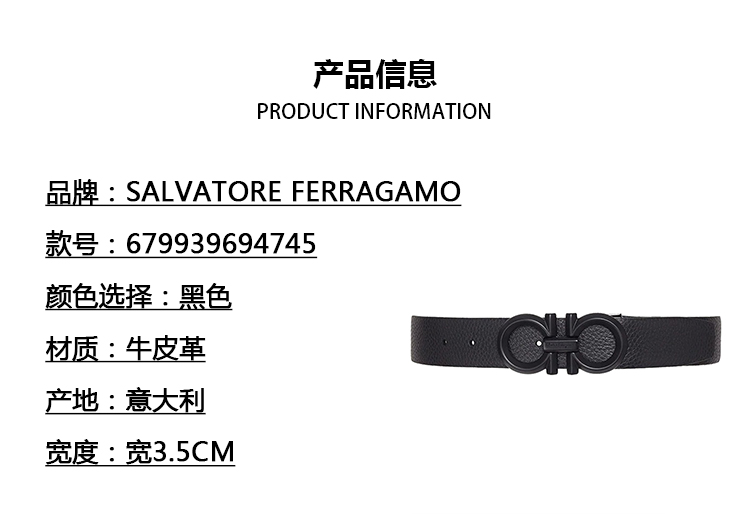 产品信息
PRODUCT INFORMATION
品牌：SALVATORE FERRAGAMO
款号：679939694745
颜色选择：黑色
材质：牛皮革
产地：意大利
宽度：宽3.5CM